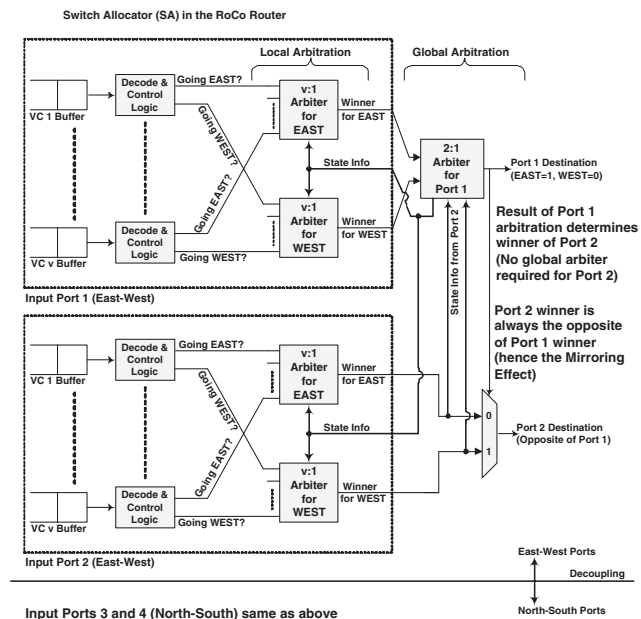 Switch Allocator (SA) in the RoCo Router
Local Arbitration
Global Arbitration
VC 1 Buffer
Decode &
Control
Logic
Going EAST?
Going WEST?
v:1
Arbiter
for
EAST
Winner
for EAST
State Info
VC v Buffer
Decode &
Control
Logic
Going EAST?
Going WEST?
v:1
Arbiter
for
WEST
Winner
for WEST
Input Port 1 (East-West)
2:1
Arbiter
for
Port 1
Port 1 Destination
(EAST=1, WEST=0)
State Info from Port 2
Result of Port 1
arbitration determines
winner of Port 2
(No global arbiter
required for Port 2)
Port 2 winner is
always the opposite
of Port 1 winner
(hence the Mirroring
Effect)
VC 1 Buffer
Decode &
Control
Logic
Going EAST?
Going WEST?
v:1
Arbiter
for
EAST
Winner
for EAST
State Info
VC v Buffer
Decode &
Control
Logic
Going EAST?
Going WEST?
v:1
Arbiter
for
WEST
Winner
for WEST
0
1
Port 2 Destination
(Opposite of Port 1)
Input Port 2 (East-West)
East-West Ports
Decoupling
North-South Ports
Input Ports 3 and 4 (North-South) same as above